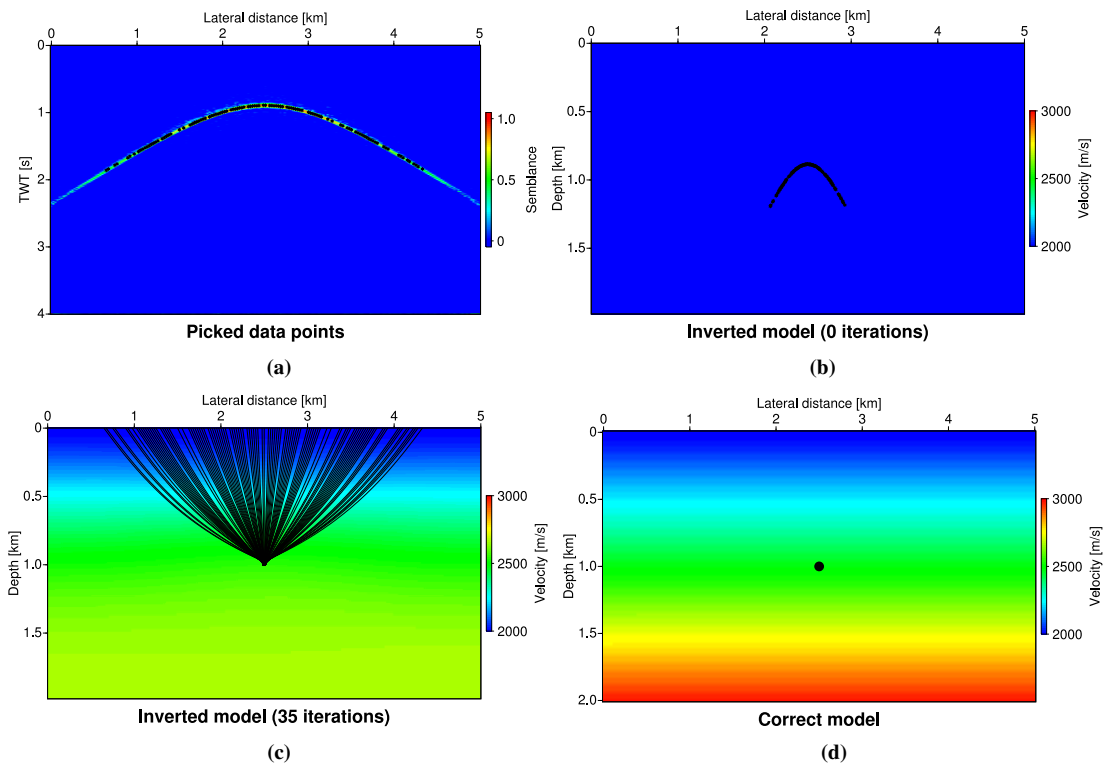 Lateral distance [km]
0 1 2 3 4 5
0
1
2
3
4
TWT [s]
1.0
0.5
0
Semblance
Picked data points
(a)
Lateral distance [km]
0 1 2 3 4 5
0
0.5
1.0
1.5
Depth [km]
3000
2500
2000
Velocity [m/s]
Inverted model (0 iterations)
(b)
Lateral distance [km]
0 1 2 3 4 5
0
0.5
1.0
1.5
Depth [km]
3000
2500
2000
Velocity [m/s]
Inverted model (35 iterations)
(c)
Lateral distance [km]
0 1 2 3 4 5
0
0.5
1.0
1.5
2.0
Depth [km]
3000
2500
2000
Velocity [m/s]
Correct model
(d)